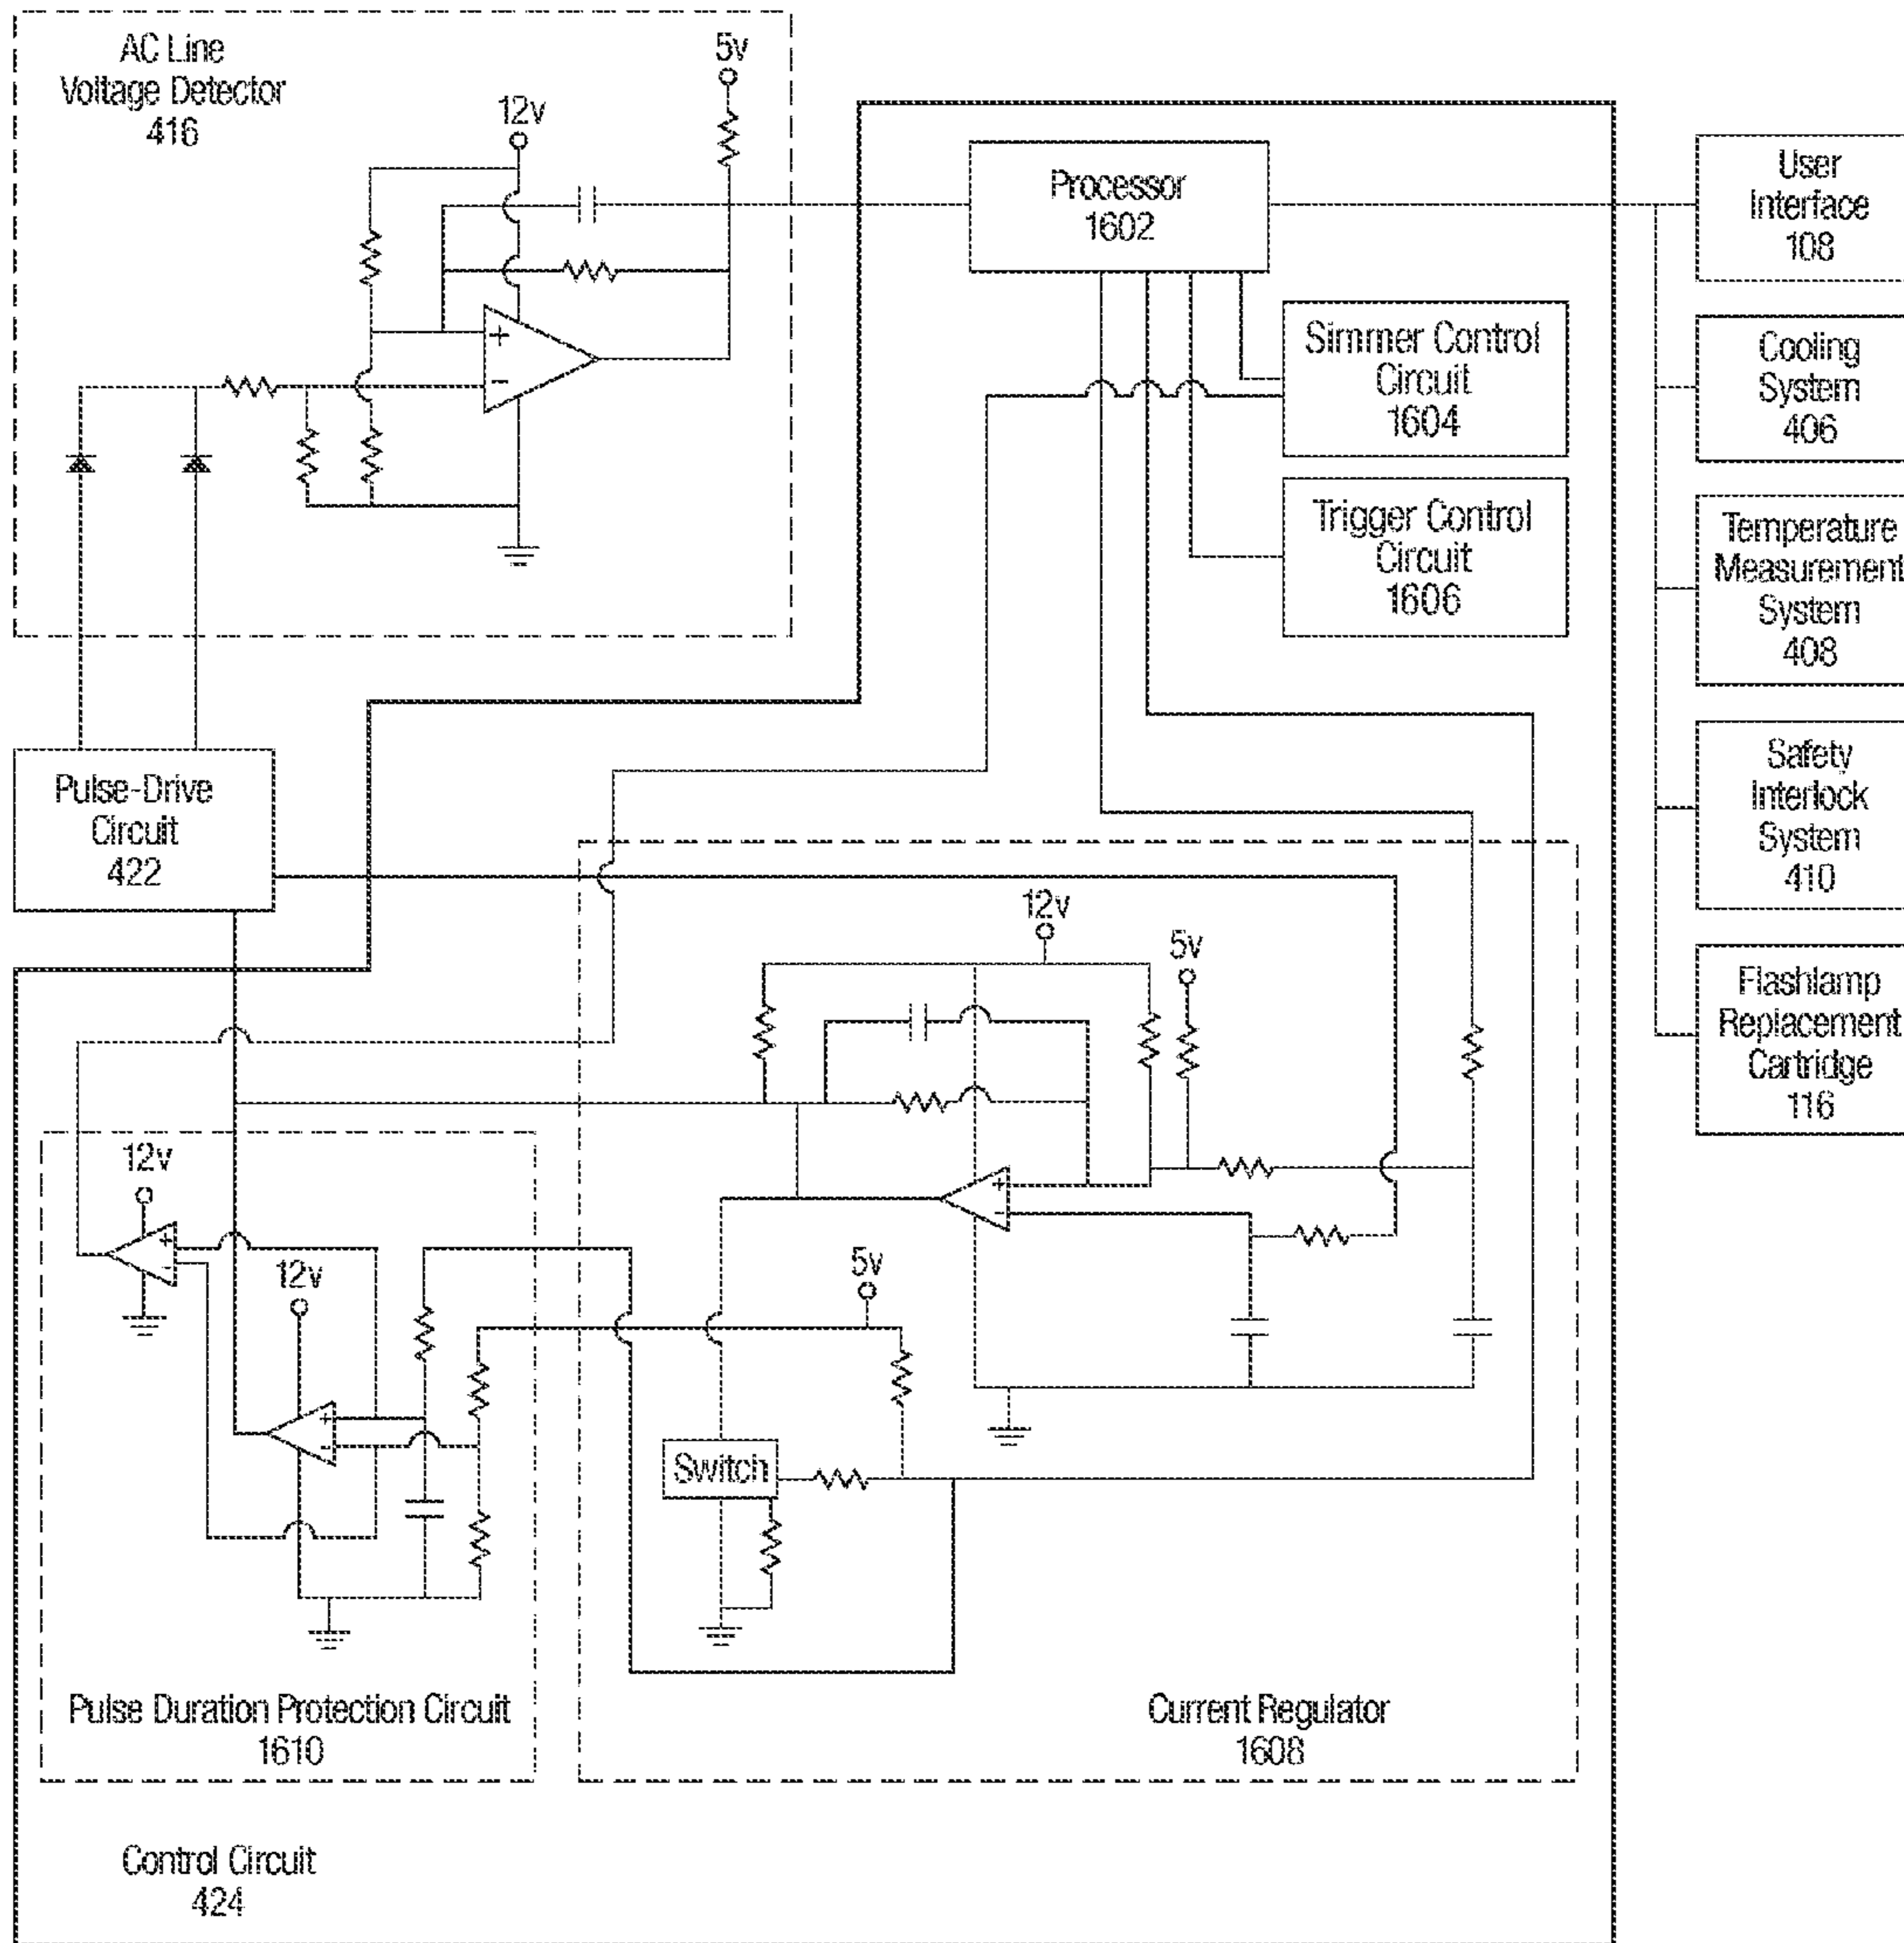 AC Line
Voltage Detector
416
5v
12v
+
−
Processor
1602
User
Interface
108
Simmer Control
Circuit
1604
Cooling
System
406
Trigger Control
Circuit
1606
Temperature
Measurement
System
408
Pulse-Drive
Circuit
422
Safety
Interlock
System
410
12v
5v
Flashlamp
Replacement
Cartridge
116
12v
+
-
+
-
12v
5v
+
-
Switch
Pulse Duration Protection Circuit
1610
Current Regulator
1608
Control Circuit
424